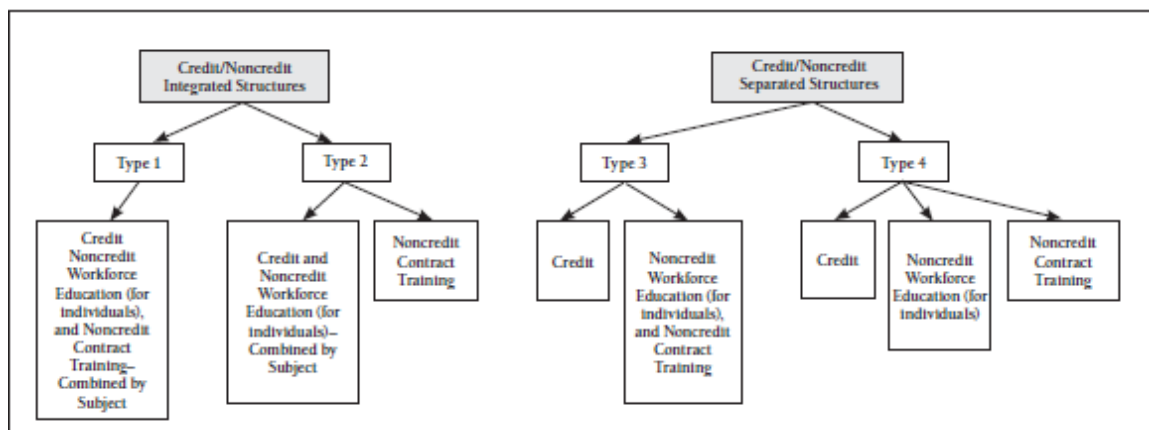 Credit/Noncredit
Integrated Structures
Credit/Noncredit
Separated Structures
Type 1
Type 2
Type 3
Type 4
Credit
Noncredit
Workforce
Education (for
individuals),
and Noncredit
Contract
Training–
Combined by
Subject
Credit and
Noncredit
Workforce
Education (for
individuals)–
Combined by
Subject
Noncredit
Contract
Training
Credit
Noncredit
Workforce
Education (for
individuals),
and Noncredit
Contract
Training
Credit
Noncredit
Workforce
Education (for
individuals)
Noncredit
Contract
Training